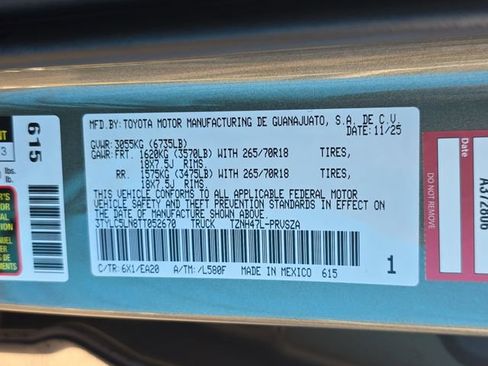 MFD.BY:TOYOTA MOTOR MANUFACTURING DE GUANAJUATO, S.A. DE C.V.
DATE:11/25
GVWR:3055KG (6735LB)
GAWR:FRT. 1620KG (3570LB) WITH 265/70R18 TIRES,
18X7.5J RIMS.
RR. 1575KG (3475LB) WITH 265/70R18 TIRES,
18X7.5J RIMS.
THIS VEHICLE CONFORMS TO ALL APPLICABLE FEDERAL MOTOR
VEHICLE SAFETY AND THEFT PREVENTION STANDARDS IN EFFECT ON
THE DATE OF MANUFACTURE SHOWN ABOVE.
3TYLC5LN8TT052670 TRUCK TZNH47L-PRVSZA
C/TR:6X1/EA20 A/TM:/L580F MADE IN MEXICO 615
1
615
lbs.
lb.
DO NOT REMOVE